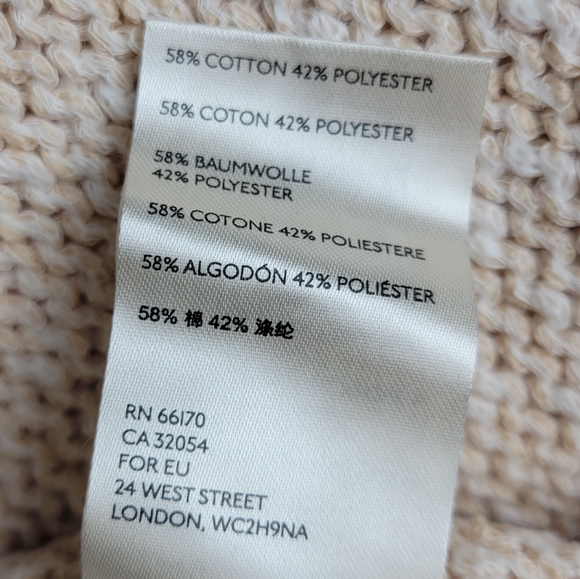 58% COTTON 42% POLYESTER
58% COTON 42% POLYESTER
58% BAUMWOLLE
42% POLYESTER
58% COTONE 42% POLIESTERE
58% ALGODÓN 42% POLIÉSTER
58% 棉 42% 涤纶
RN 66170
CA 32054
FOR EU
24 WEST STREET
LONDON, WC2H9NA